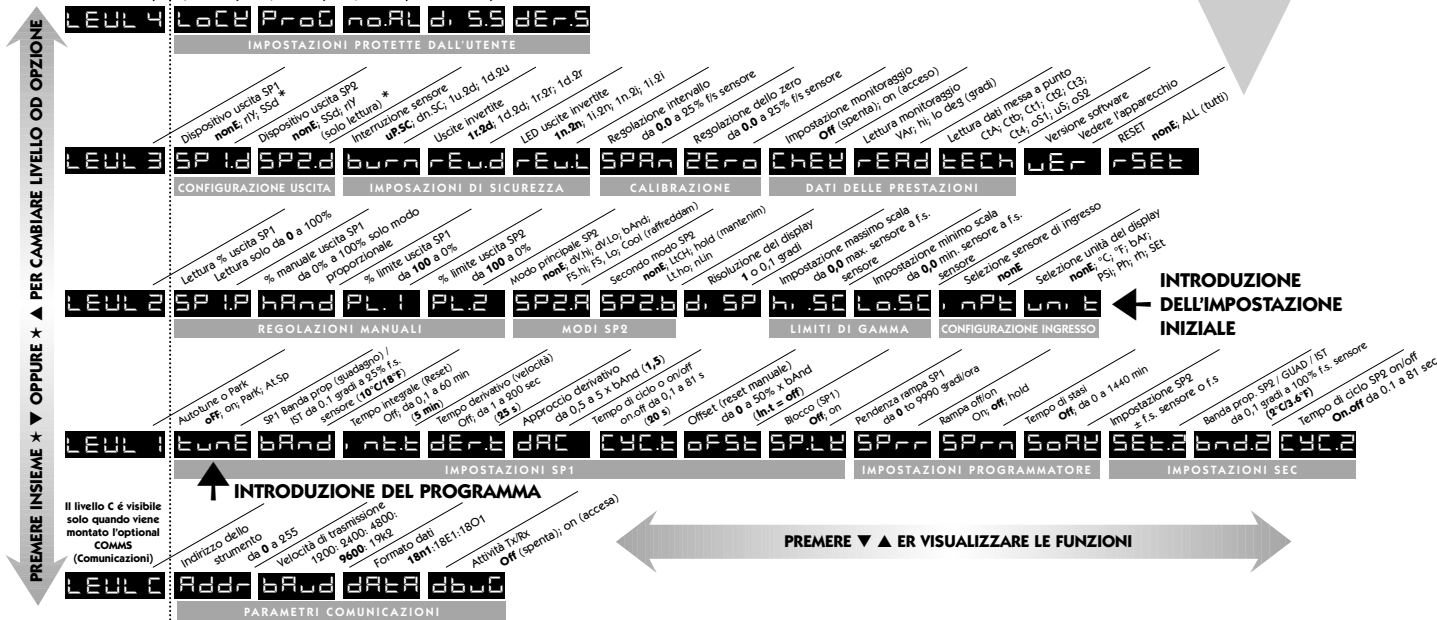 LEVL 4 LoCK ProG no.AL di S.S dEr.S
IMPOSTAZIONI PROTETTE DALL'UTENTE
PREMERE INSIEME ★ ▼ OPPURE ★ ▲ PER CAMBIARE LIVELLO OD OPZIONE
Dispositivo uscita SP1
nonE; rlY; SSd *
Dispositivo uscita SP2
nonE; SSd; rlY
(solo lettura) *
Interruzione sensore
uP.SC; dn.SC; 1u.2d; 1d.2u
Uscite invertite
1r.2d; 1d.2d; 1r.2r; 1d.2r
LED uscite invertite
1n.2n; 1i.2n; 1n.2i; 1i.2i
Regolazione intervallo
da 0.0 a 25% f/s sensore
Regolazione dello zero
da 0.0 a 25% f/s sensore
Impostazione monitoraggio
Off (spenta); on (acceso)
Lettura monitoraggio
VAr; hi; lo deg (gradi)
Lettura dati messa a punto
CtA; Ctb; Ct1; Ct2; Ct3;
Ct4; oS1; uS; oS2
Versione software
Vedere l'apparecchio
RESET
nonE; ALL (tutti)
LEVL 3 SP1.d SP2.d burn rEv.d rEv.L SPAn ZEro ChEK rEAd tECh vEr rSEt
CONFIGURAZIONE USCITA IMPOSAZIONI DI SICUREZZA CALIBRAZIONE DATI DELLE PRESTAZIONI
Lettura % uscita SP1
Lettura solo da 0 a 100%
% manuale uscita SP1
da 0% a 100% solo modo
proporzionale
% limite uscita SP1
da 100 a 0%
% limite uscita SP2
da 100 a 0%
Modo principale SP2
nonE; dV.hi; dV.Lo; bAnd;
FS.hi; FS, Lo; Cool (raffreddam)
Secondo modo SP2
nonE; LtCH; hold (mantenim)
Lt.ho; nLin
Risoluzione del display
1 o 0,1 gradi
Impostazione massimo scala
da 0,0 max. sensore a f.s.
sensore
Impostazione minimo scala
da 0,0 min. sensore a f.s.
sensore
Selezione sensore di ingresso
nonE
Selezione unità del display
nonE; °C; °F; bAr;
PSi; Ph; rh; SEt
LEVL 2 SP1.P hAnd PL.1 PL.2 SP2.A SP2.b di SP hi.SC Lo.SC inPt unit
INTRODUZIONE
DELL'IMPOSTAZIONE
INIZIALE
REGOLAZIONI MANUALI MODI SP2 LIMITI DI GAMMA CONFIGURAZIONE INGRESSO
Autotune o Park
oFF; on; ParK; At.Sp
SP1 Banda prop (guadagno) /
IST da 0.1 gradi a 25% f.s.
sensore (10°C/18°F)
Tempo integrale (Reset)
Off; da 0,1 a 60 min
(5 min)
Tempo derivativo (velocità)
Off; da 1 a 200 sec
(25 s)
Approccio derivativo
da 0,5 a 5 x bAnd (1,5)
Tempo di ciclo o on/off
on.off da 0,1 a 81 s
(20 s)
Offset (reset manuale)
da 0 a 50% x bAnd
(In.t = off)
Blocco (SP1)
Off; on
Pendenza rampa SP1
da 0 to 9990 gradi/ora
Rampa off/on
On; off; hold
Tempo di stasi
Off; da 0 a 1440 min
Impostazione SP2
± f.s. sensore o f.s
Banda prop. SP2 / GUAD / IST
da 0,1 gradi a 100% f.s. sensore
(2°C/3.6°F)
Tempo di ciclo SP2 on/off
On.off da 0.1 a 81 sec
LEVL 1 tunE bAnd int.t dEr.t dAC CYC.t oFSt SP.LK SPrr SPrn SoAK SEt.2 bnd.2 CYC.2
IMPOSTAZIONI SP1 IMPOSTAZIONI PROGRAMMATORE IMPOSTAZIONI SEC
INTRODUZIONE DEL PROGRAMMA
Il livello C é visibile
solo quando viene
montato l'optional
COMMS
(Comunicazioni)
Indirizzo dello
strumento
da 0 a 255
Velocità di trasmissione
1200: 2400: 4800:
9600: 19k2
Formato dati
18n1:18E1:18O1
Attività Tx/Rx
Off (spenta); on (accesa)
PREMERE ▼ ▲ ER VISUALIZZARE LE FUNZIONI
LEVL C Addr bAud dAtA dbuG
PARAMETRI COMUNICAZIONI